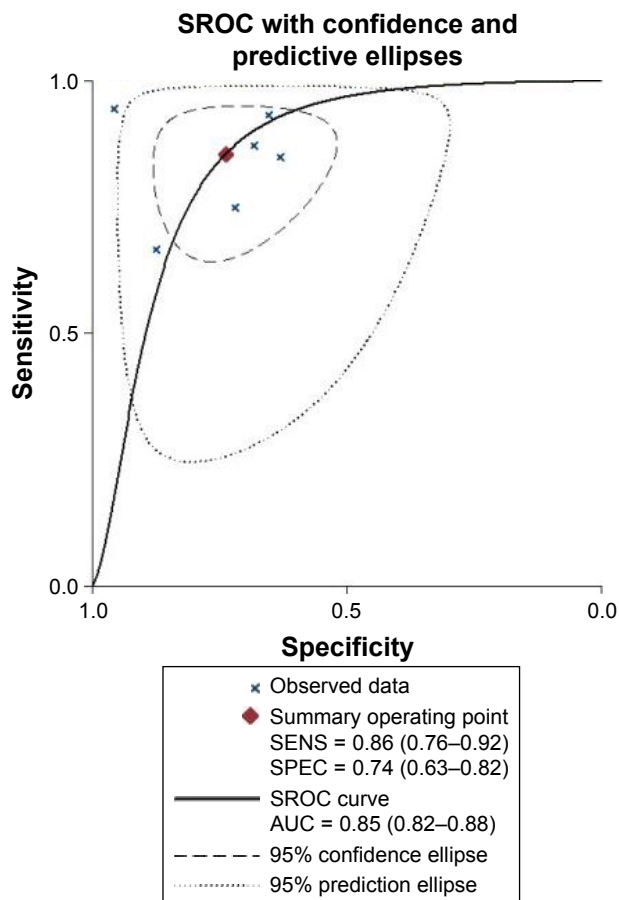 SROC with confidence and
predictive ellipses
1.0
0.5
0.0
Sensitivity
1.0
0.5
0.0
Specificity
Observed data
Summary operating point
SENS = 0.86 (0.76–0.92)
SPEC = 0.74 (0.63–0.82)
SROC curve
AUC = 0.85 (0.82–0.88)
95% confidence ellipse
95% prediction ellipse